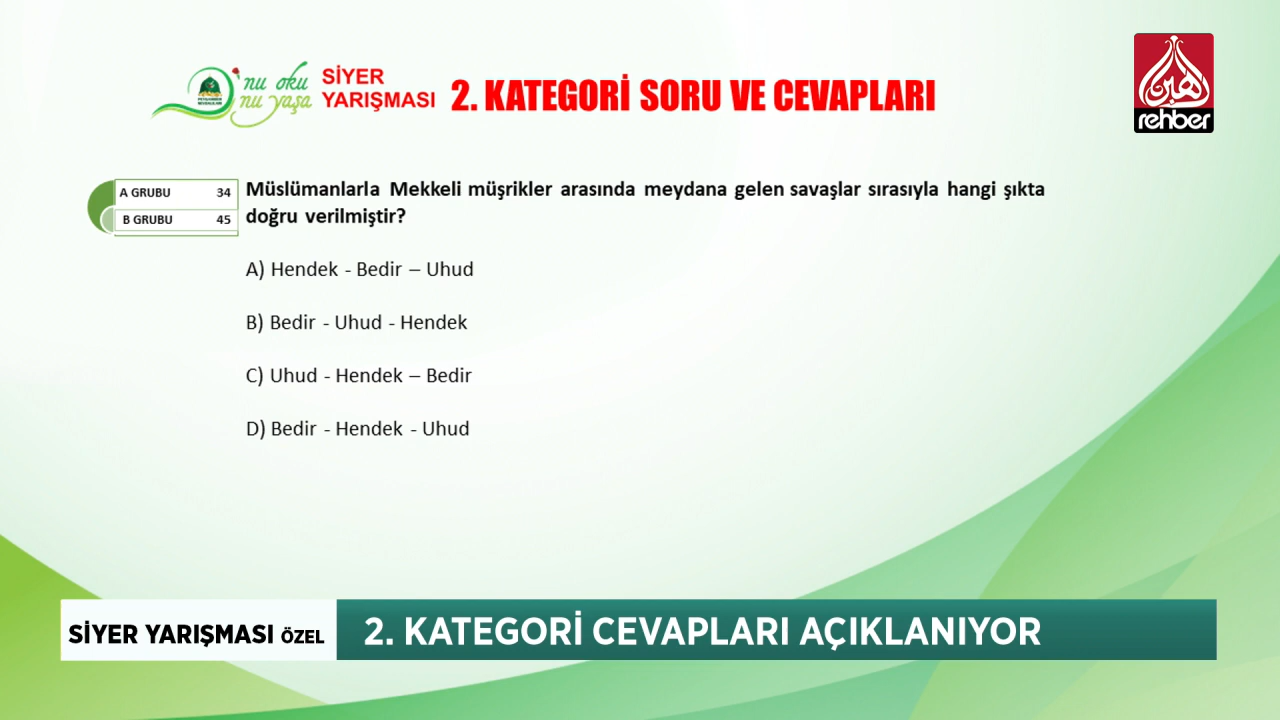 O'nu oku
O'nu yaşa
SİYER
YARIŞMASI
2. KATEGORİ SORU VE CEVAPLARI
rehber
A GRUBU 34
B GRUBU 45
Müslümanlarla Mekkeli müşrikler arasında meydana gelen savaşlar sırasıyla hangi şıkta
doğru verilmiştir?
A) Hendek - Bedir – Uhud
B) Bedir - Uhud - Hendek
C) Uhud - Hendek – Bedir
D) Bedir - Hendek - Uhud
SİYER YARIŞMASI ÖZEL
2. KATEGORİ CEVAPLARI AÇIKLANIYOR